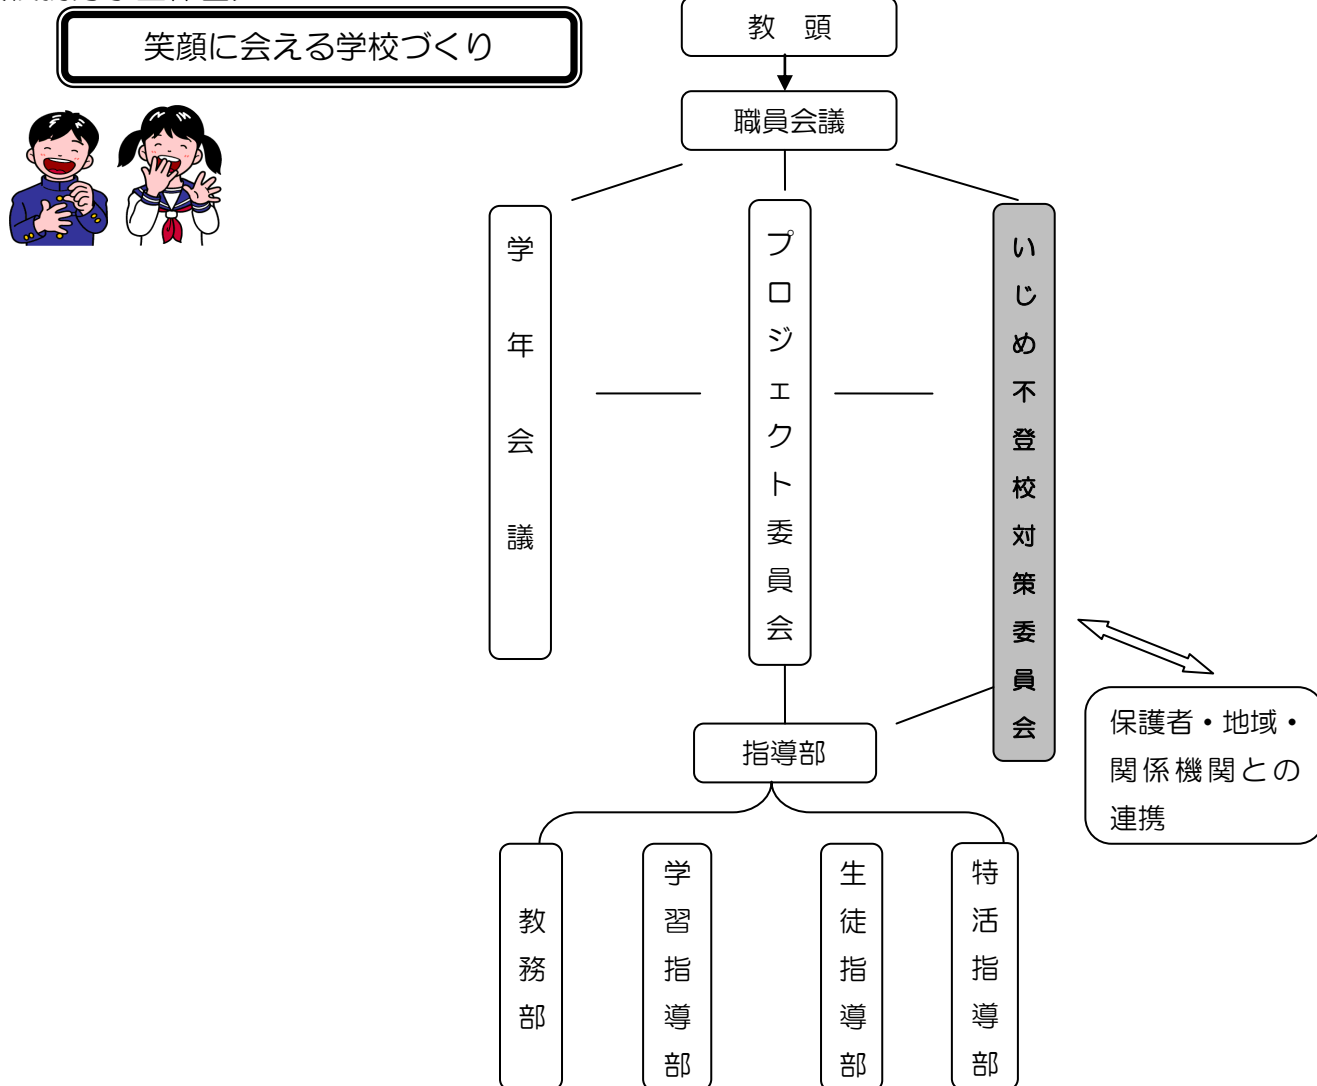 笑顔に会える学校づくり
教　頭
職員会議
学年会議
プロジェクト委員会
いじめ不登校対策委員会
保護者・地域・
関係機関との
連携
指導部
教務部
学習指導部
生徒指導部
特活指導部